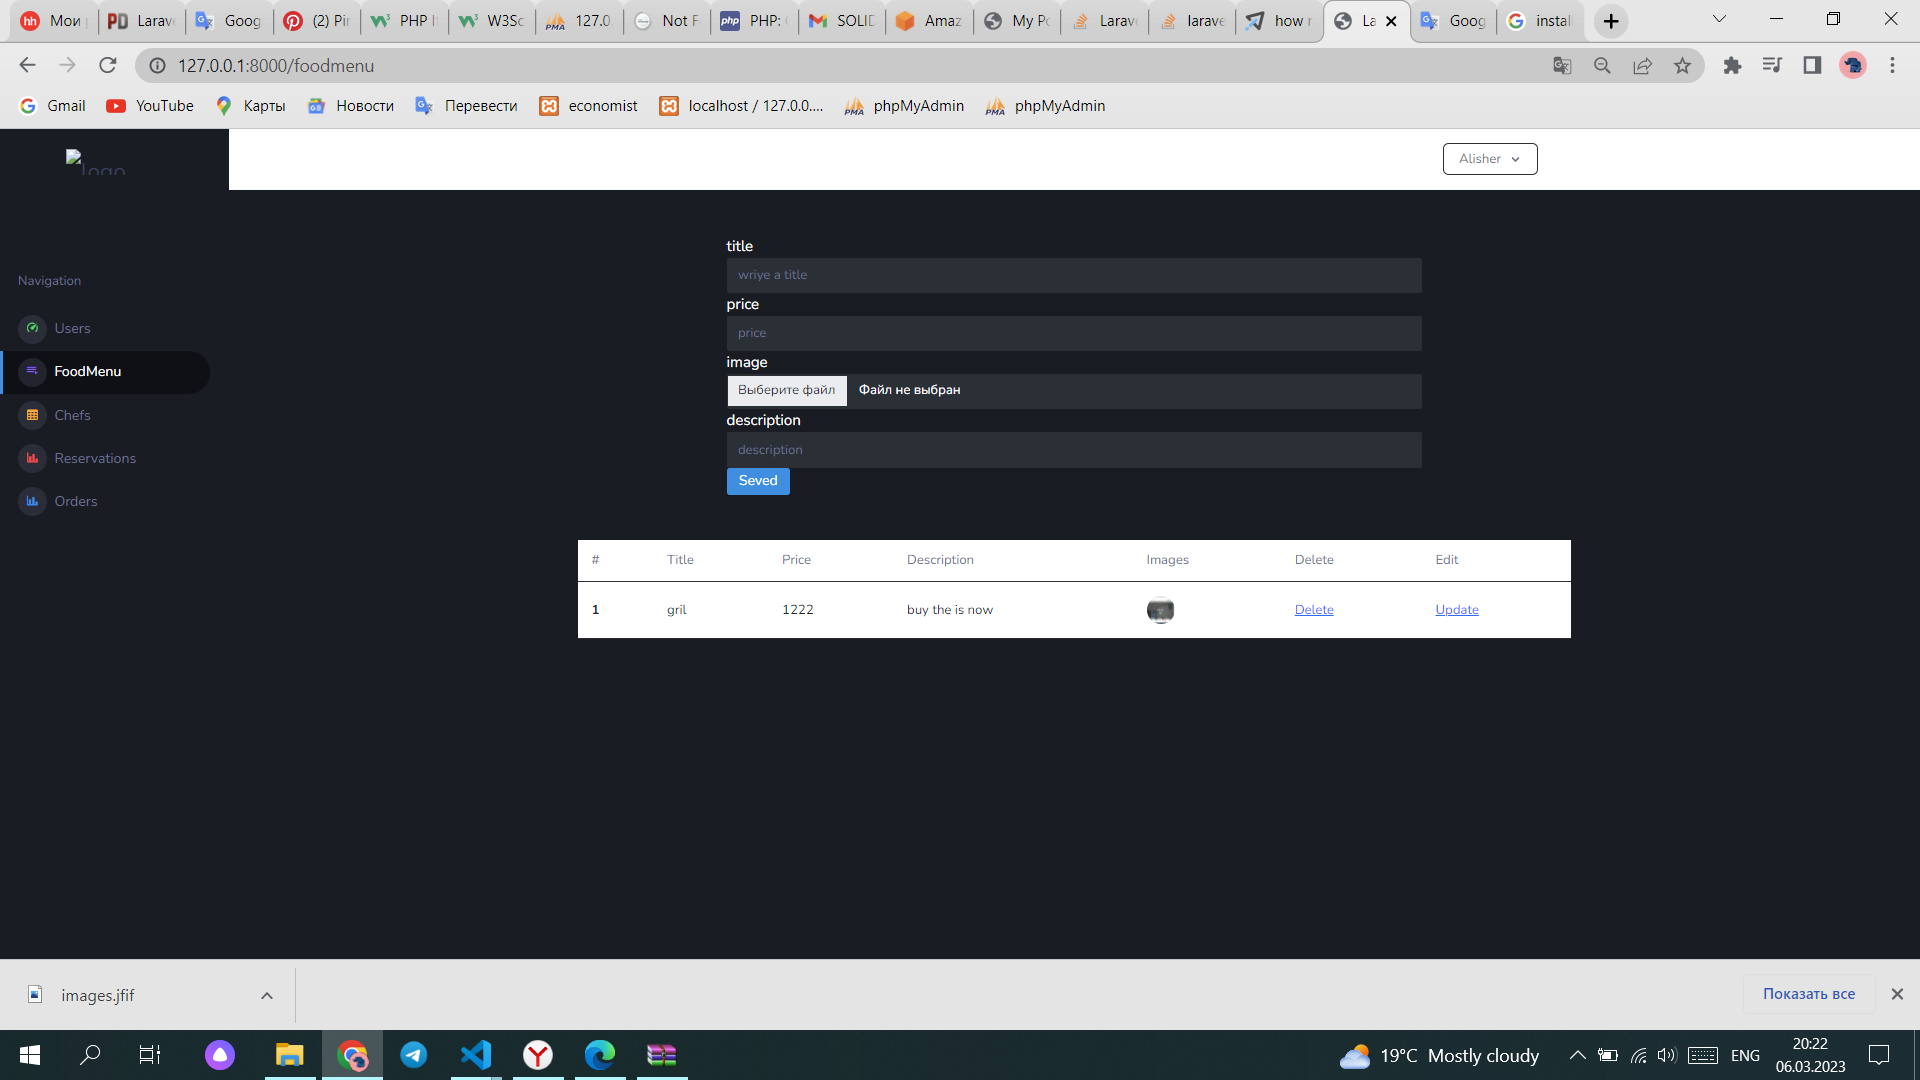 Мои
Larav
Goog
(2) Pin
PHP
W3Sc
127.0.
Not F
PHP:
SOLID
Amaz
My Po
Larav
larave
how
La
Goog
instal
127.0.0.1:8000/foodmenu
Gmail
YouTube
Карты
Новости
Перевести
economist
localhost / 127.0.0....
phpMyAdmin
phpMyAdmin
logo
Alisher
Navigation
Users
FoodMenu
Chefs
Reservations
Orders
title
wriye a title
price
price
image
Выберите файл Файл не выбран
description
description
Seved
# Title Price Description Images Delete Edit
1 gril 1222 buy the is now Delete Update
images.jfif
Показать все
19°C Mostly cloudy
ENG
20:22
06.03.2023